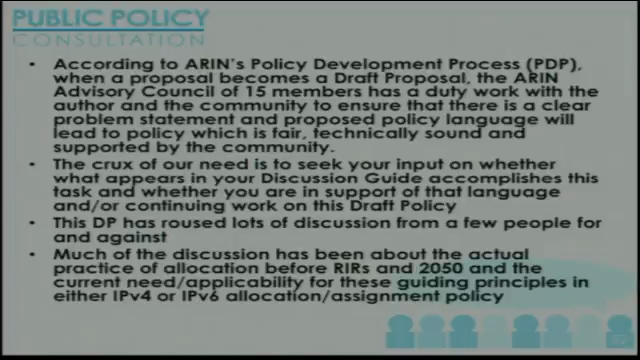 PUBLIC POLICY
CONSULTATION
• According to ARIN's Policy Development Process (PDP),
when a proposal becomes a Draft Proposal, the ARIN
Advisory Council of 15 members has a duty work with the
author and the community to ensure that there is a clear
problem statement and proposed policy language will
lead to policy which is fair, technically sound and
supported by the community.
• The crux of our need is to seek your input on whether
what appears in your Discussion Guide accomplishes this
task and whether you are in support of that language
and/or continuing work on this Draft Policy
• This DP has roused lots of discussion from a few people for
and against
• Much of the discussion has been about the actual
practice of allocation before RIRs and 2050 and the
current need/applicability for these guiding principles in
either IPv4 or IPv6 allocation/assignment policy